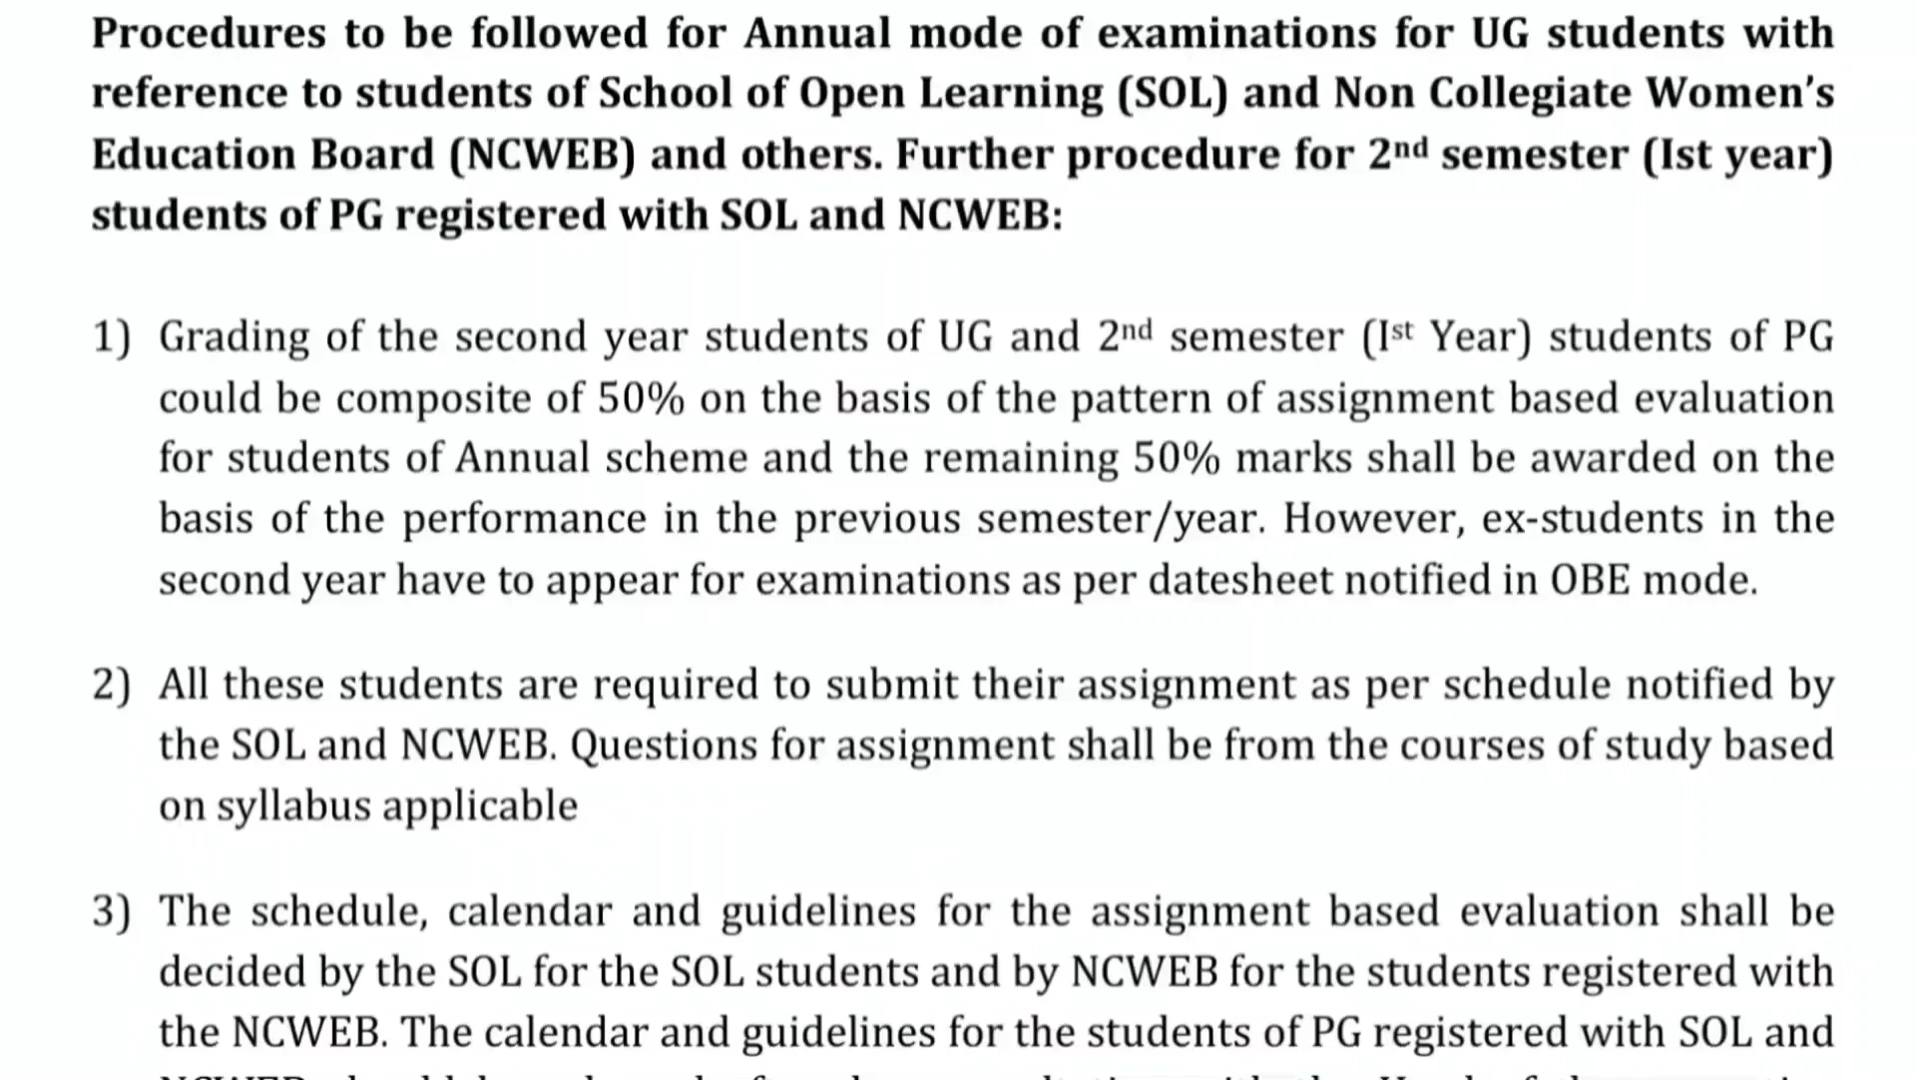 Procedures to be followed for Annual mode of examinations for UG students with
reference to students of School of Open Learning (SOL) and Non Collegiate Women’s
Education Board (NCWEB) and others. Further procedure for 2nd semester (Ist year)
students of PG registered with SOL and NCWEB:
1) Grading of the second year students of UG and 2nd semester (Ist Year) students of PG
could be composite of 50% on the basis of the pattern of assignment based evaluation
for students of Annual scheme and the remaining 50% marks shall be awarded on the
basis of the performance in the previous semester/year. However, ex-students in the
second year have to appear for examinations as per datesheet notified in OBE mode.
2) All these students are required to submit their assignment as per schedule notified by
the SOL and NCWEB. Questions for assignment shall be from the courses of study based
on syllabus applicable
3) The schedule, calendar and guidelines for the assignment based evaluation shall be
decided by the SOL for the SOL students and by NCWEB for the students registered with
the NCWEB. The calendar and guidelines for the students of PG registered with SOL and